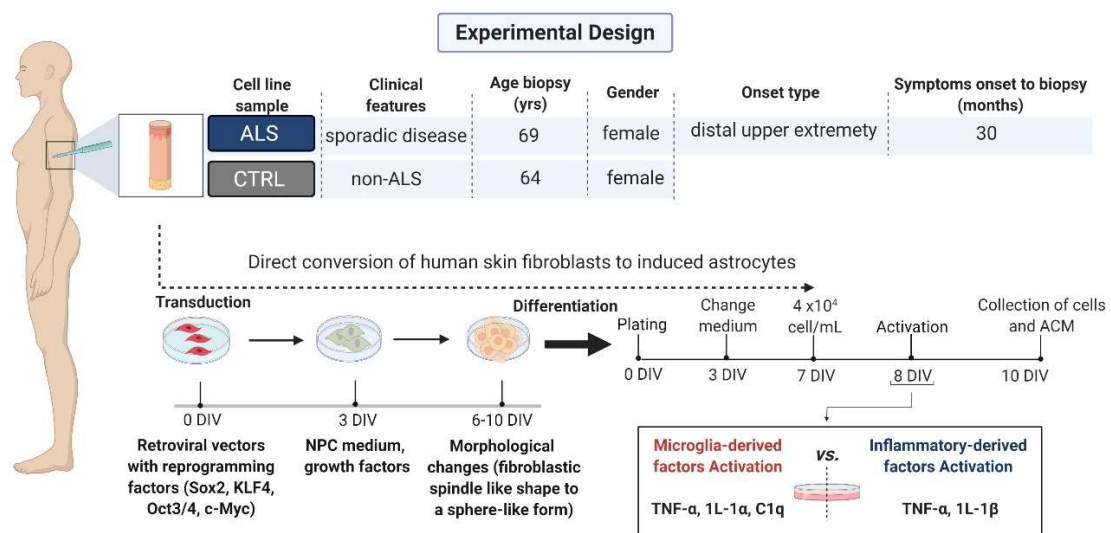 Experimental Design
Cell line
sample
Clinical
features
Age biopsy
(yrs)
Gender
Onset type
Symptoms onset to biopsy
(months)
ALS
sporadic disease
69
female
distal upper extremety
30
CTRL
non-ALS
64
female
Direct conversion of human skin fibroblasts to induced astrocytes
Transduction
Differentiation
0 DIV
3 DIV
6-10 DIV
Retroviral vectors
with reprogramming
factors (Sox2, KLF4,
Oct3/4, c-Myc)
NPC medium,
growth factors
Morphological
changes (fibroblastic
spindle like shape to
a sphere-like form)
Plating
Change
medium
4 x10⁴
cell/mL
Activation
Collection of cells
and ACM
0 DIV
3 DIV
7 DIV
8 DIV
10 DIV
Microglia-derived
factors Activation
vs.
Inflammatory-derived
factors Activation
TNF-α, 1L-1α, C1q
TNF-α, 1L-1β